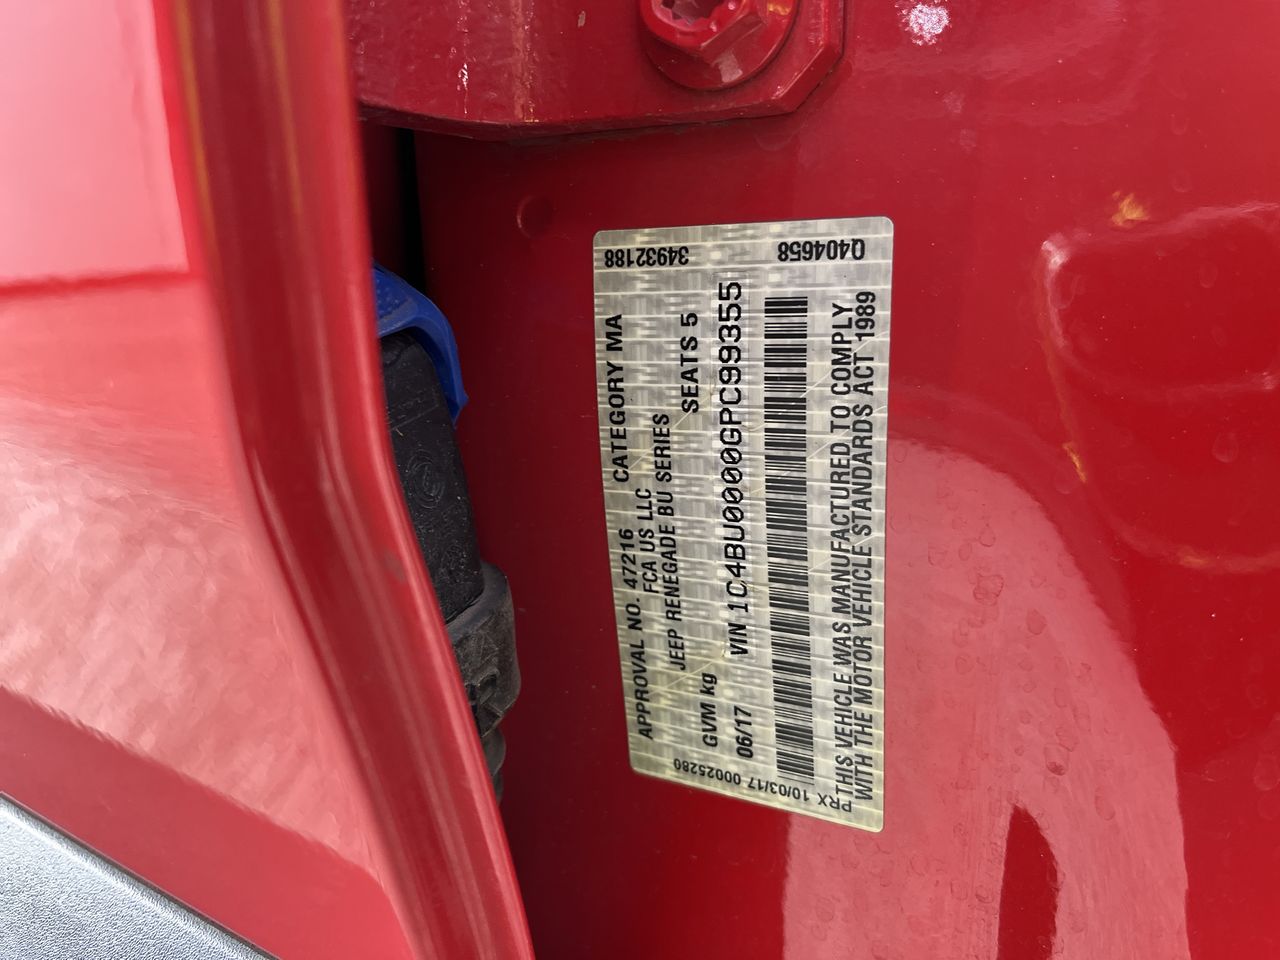 34932188
Q404658
APPROVAL NO. 47216 CATEGORY MA
FCA US LLC
JEEP RENEGADE BU SERIES
GVM kg SEATS 5
06/17 VIN 1C4BU0000GPC99355
THIS VEHICLE WAS MANUFACTURED TO COMPLY
WITH THE MOTOR VEHICLE STANDARDS ACT 1989
PRX 10/03/17 00025280